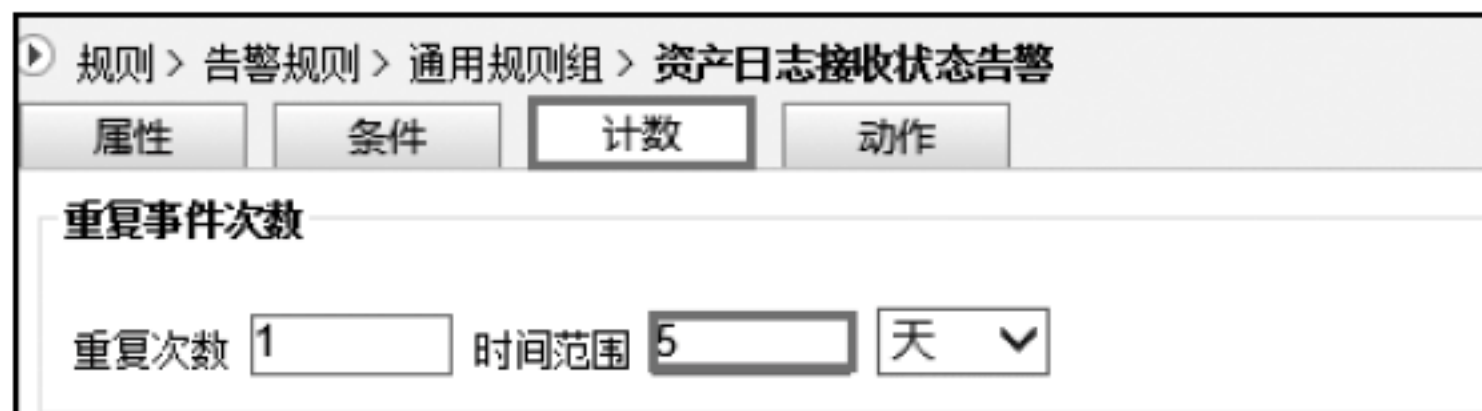 规则 > 告警规则 > 通用规则组 > 资产日志接收状态告警
属性 条件 计数 动作
重复事件次数
重复次数 1 时间范围 5 天